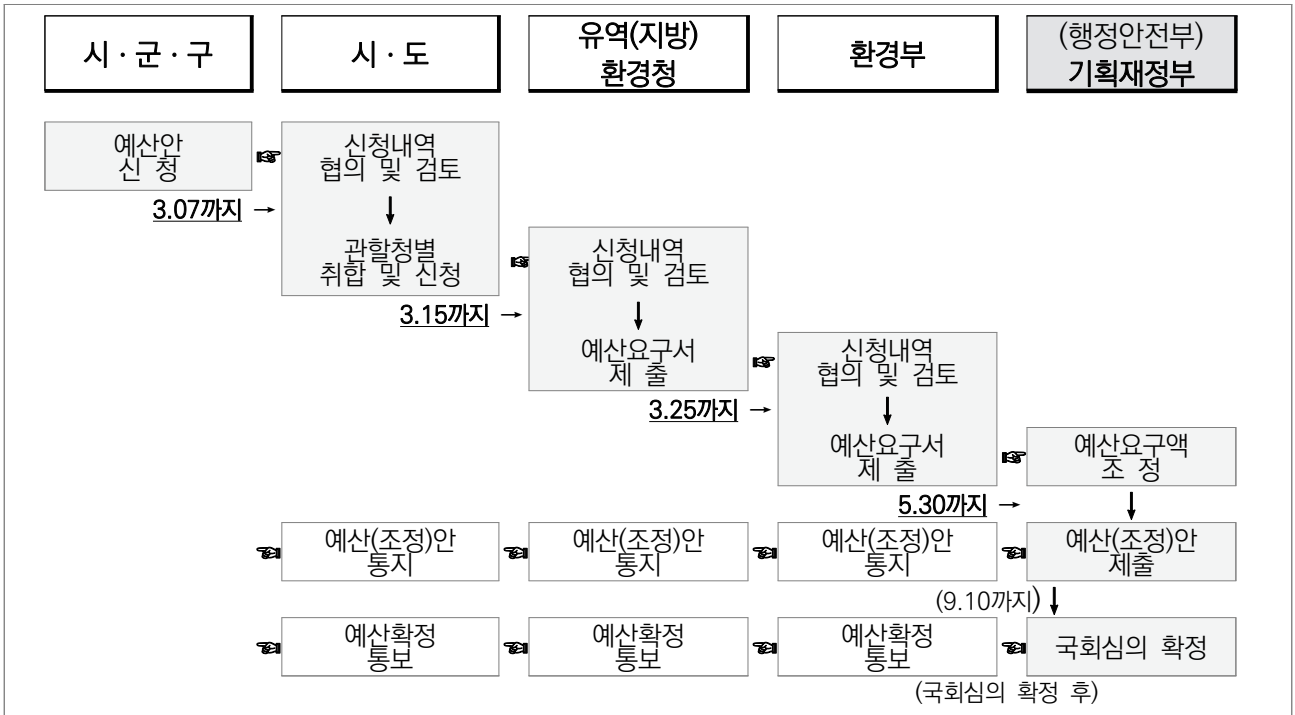 시 · 군 · 구
시 · 도
유역(지방)
환경청
환경부
(행정안전부)
기획재정부
예산안
신 청
☞
신청내역
협의 및 검토
3.07까지 →
↓
관할청별
취합 및 신청
☞
신청내역
협의 및 검토
3.15까지 →
↓
예산요구서
제 출
☞
신청내역
협의 및 검토
3.25까지 →
↓
예산요구서
제 출
☞
예산요구액
조 정
5.30까지 →
↓
☜
예산(조정)안
통지
☜
예산(조정)안
통지
☜
예산(조정)안
통지
☜
예산(조정)안
제출
(9.10까지) ↓
☜
예산확정
통보
☜
예산확정
통보
☜
예산확정
통보
☜
국회심의 확정
(국회심의 확정 후)